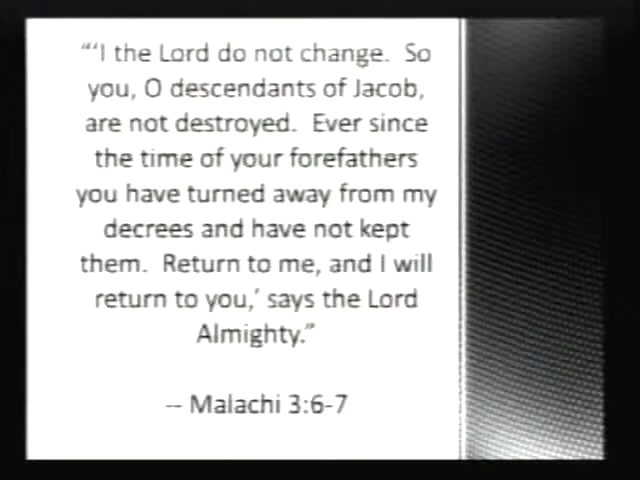 “‘I the Lord do not change.  So
you, O descendants of Jacob,
are not destroyed.  Ever since
the time of your forefathers
you have turned away from my
decrees and have not kept
them.  Return to me, and I will
return to you,’ says the Lord
Almighty.”
-- Malachi 3:6-7